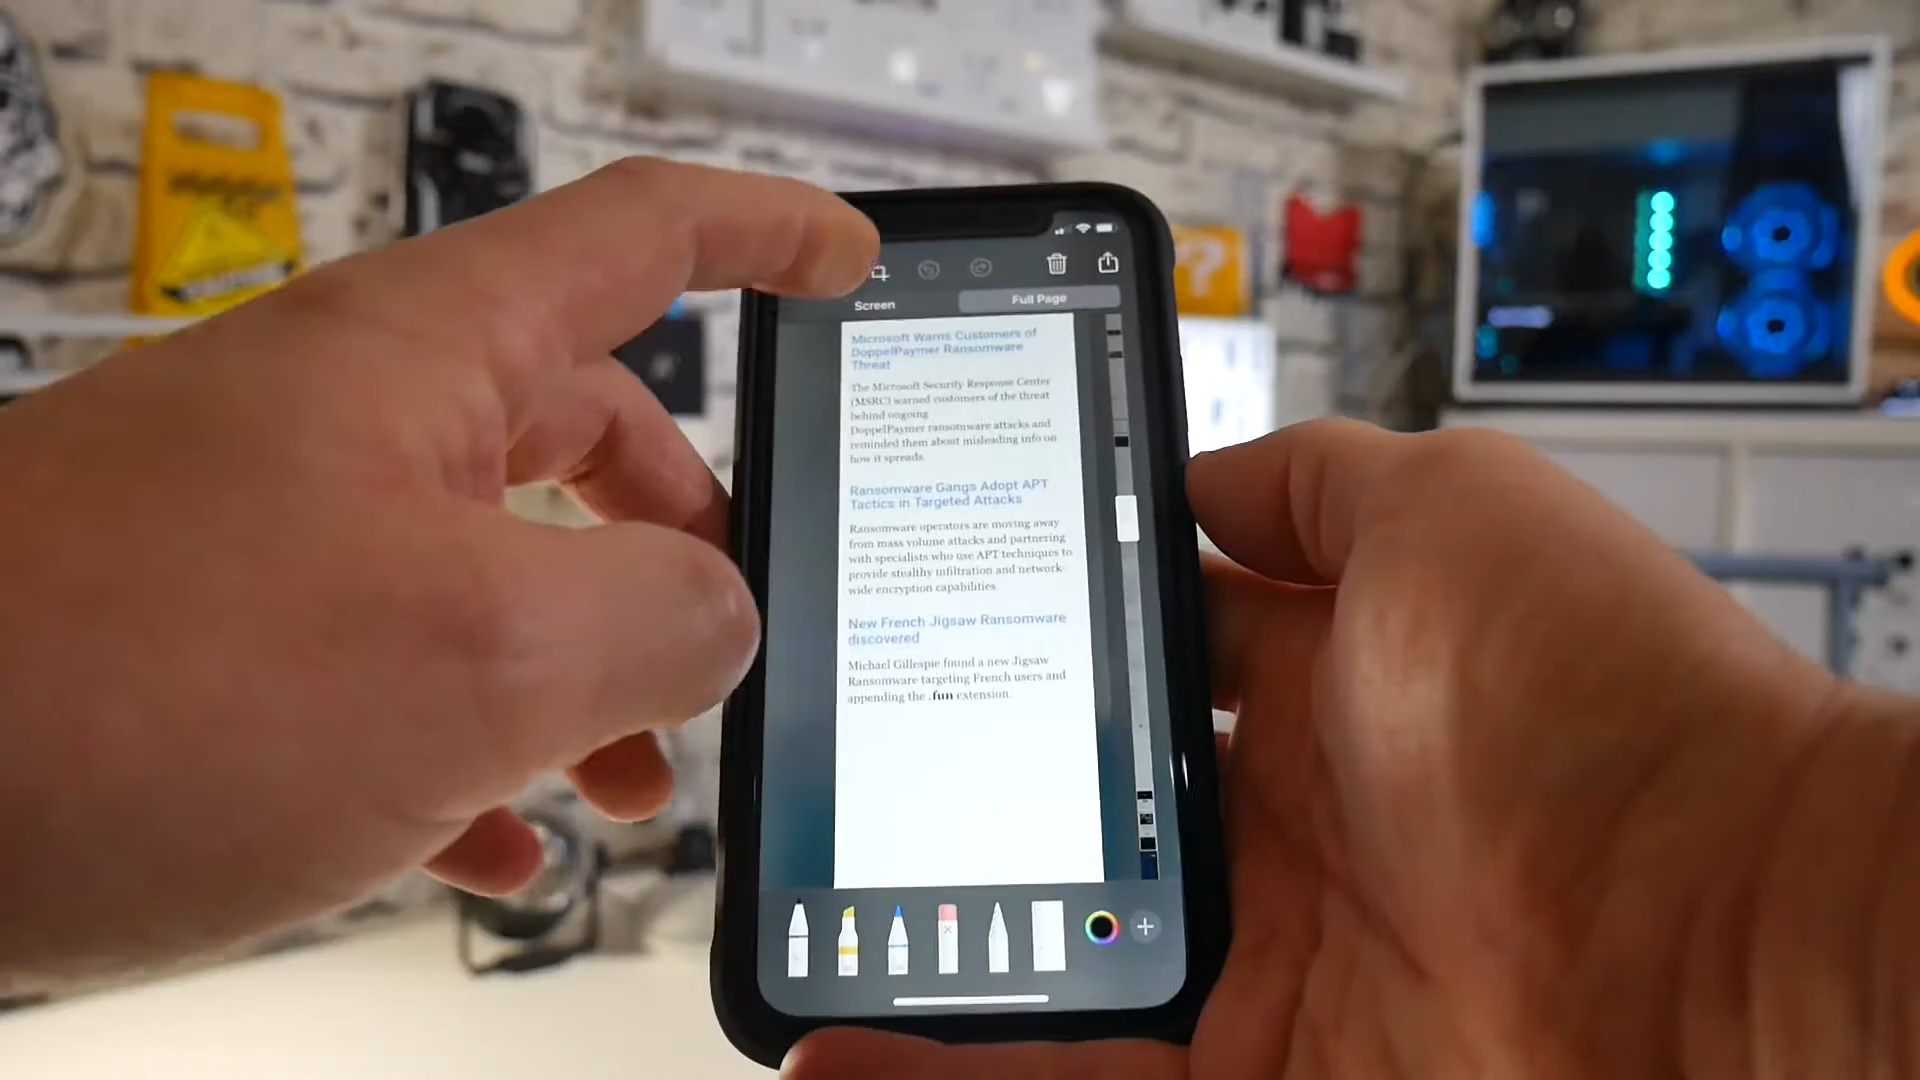 Screen
Full Page
Microsoft Warns Customers of
DoppelPaymer Ransomware
Threat
The Microsoft Security Response Center
(MSRC) warned customers of the threat
behind ongoing
DoppelPaymer ransomware attacks and
reminded them about misleading info on
how it spreads.
Ransomware Gangs Adopt APT
Tactics in Targeted Attacks
Ransomware operators are moving away
from mass volume attacks and partnering
with specialists who use APT techniques to
provide stealthy infiltration and network-
wide encryption capabilities.
New French Jigsaw Ransomware
discovered
Michael Gillespie found a new Jigsaw
Ransomware targeting French users and
appending the .fun extension.